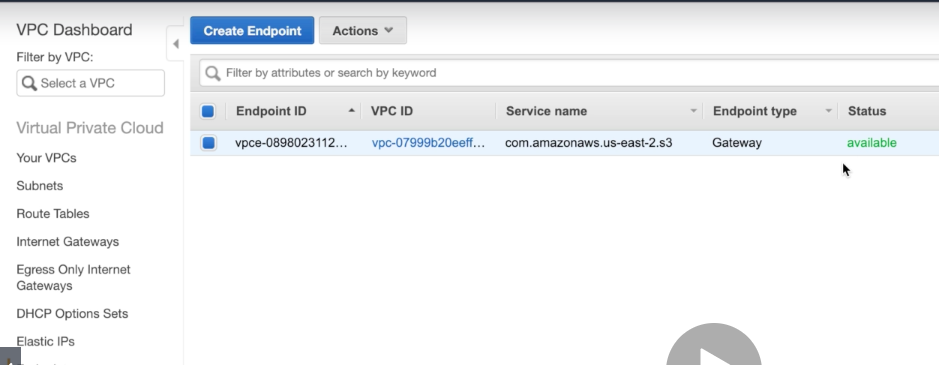 VPC Dashboard
Filter by VPC:
Select a VPC
Virtual Private Cloud
Your VPCs
Subnets
Route Tables
Internet Gateways
Egress Only Internet
Gateways
DHCP Options Sets
Elastic IPs
Create Endpoint Actions
Filter by attributes or search by keyword
Endpoint ID VPC ID Service name Endpoint type Status
vpce-0898023112... vpc-07999b20eeff... com.amazonaws.us-east-2.s3 Gateway available